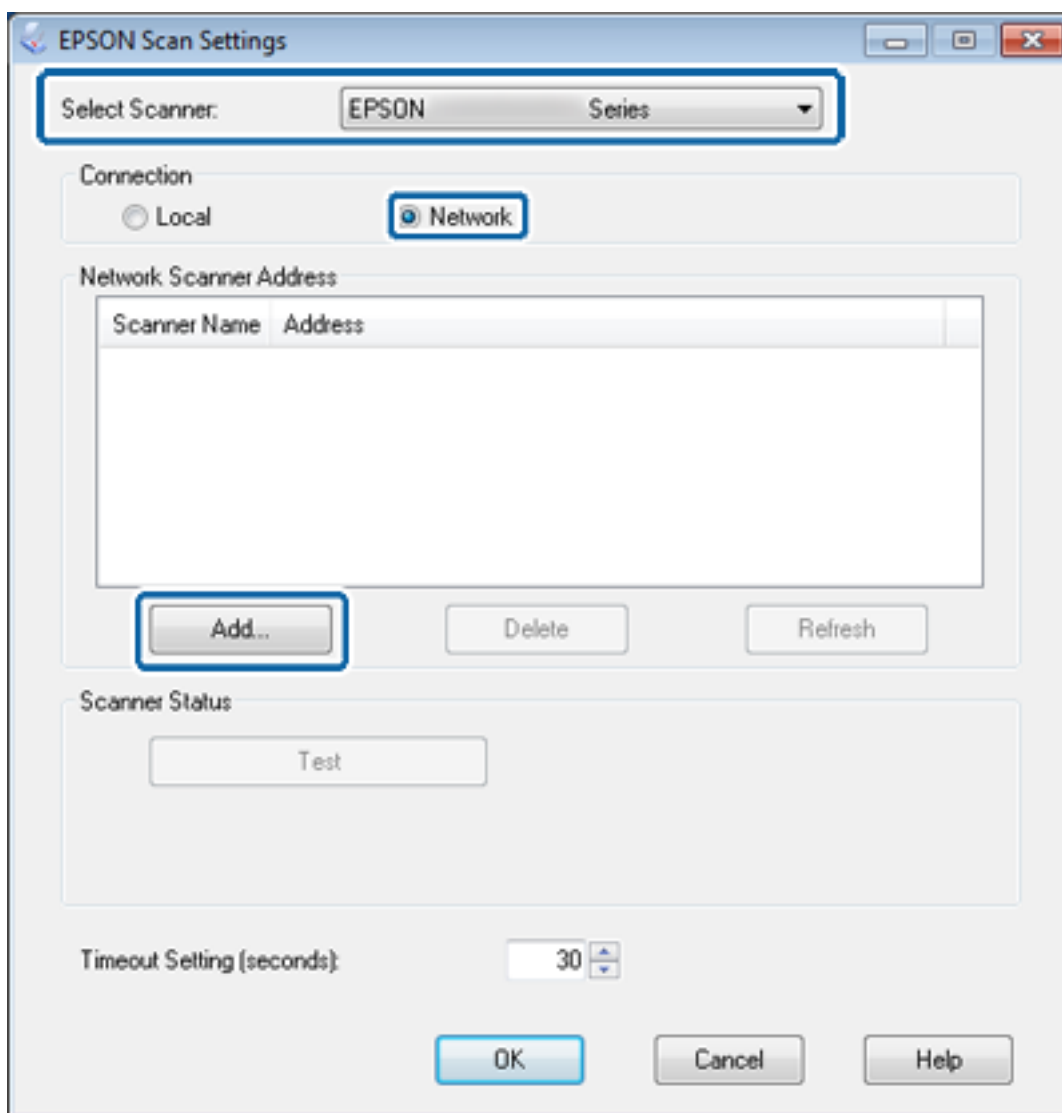 EPSON Scan Settings
Select Scanner: EPSON Series
Connection
Local Network
Network Scanner Address
Scanner Name Address
Add... Delete Refresh
Scanner Status
Test
Timeout Setting (seconds): 30
OK Cancel Help